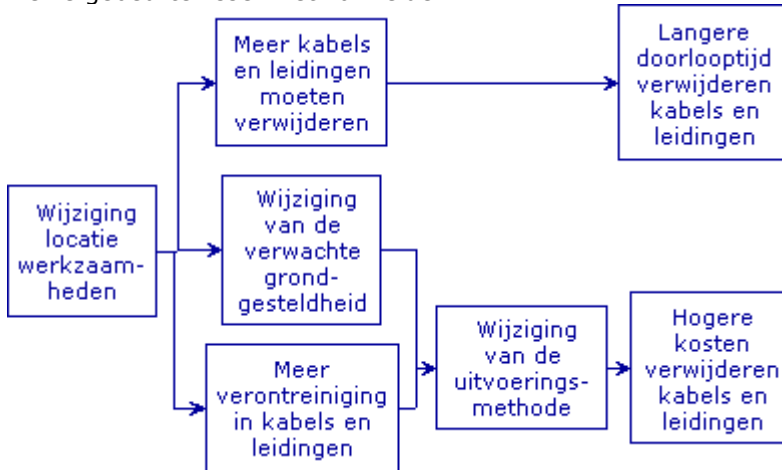 Meer kabels
en leidingen
moeten
verwijderen
Langere
doorlooptijd
verwijderen
kabels en
leidingen
Wijziging
locatie
werkzaam-
heden
Wijziging
van de
verwachte
grond-
gesteldheid
Meer
verontreiniging
in kabels en
leidingen
Wijziging
van de
uitvoerings-
methode
Hogere
kosten
verwijderen
kabels en
leidingen